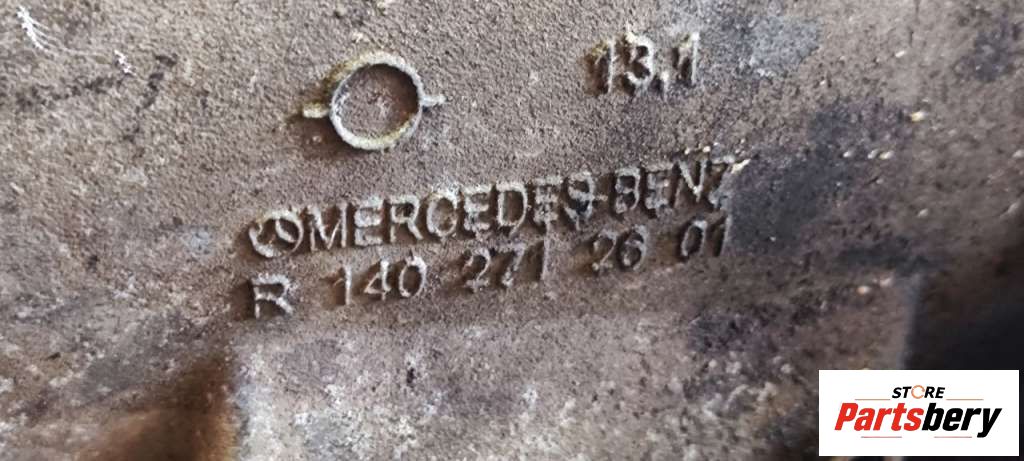 13.1
MERCEDES-BENZ
R 140 271 26 01
STORE
Partsbery